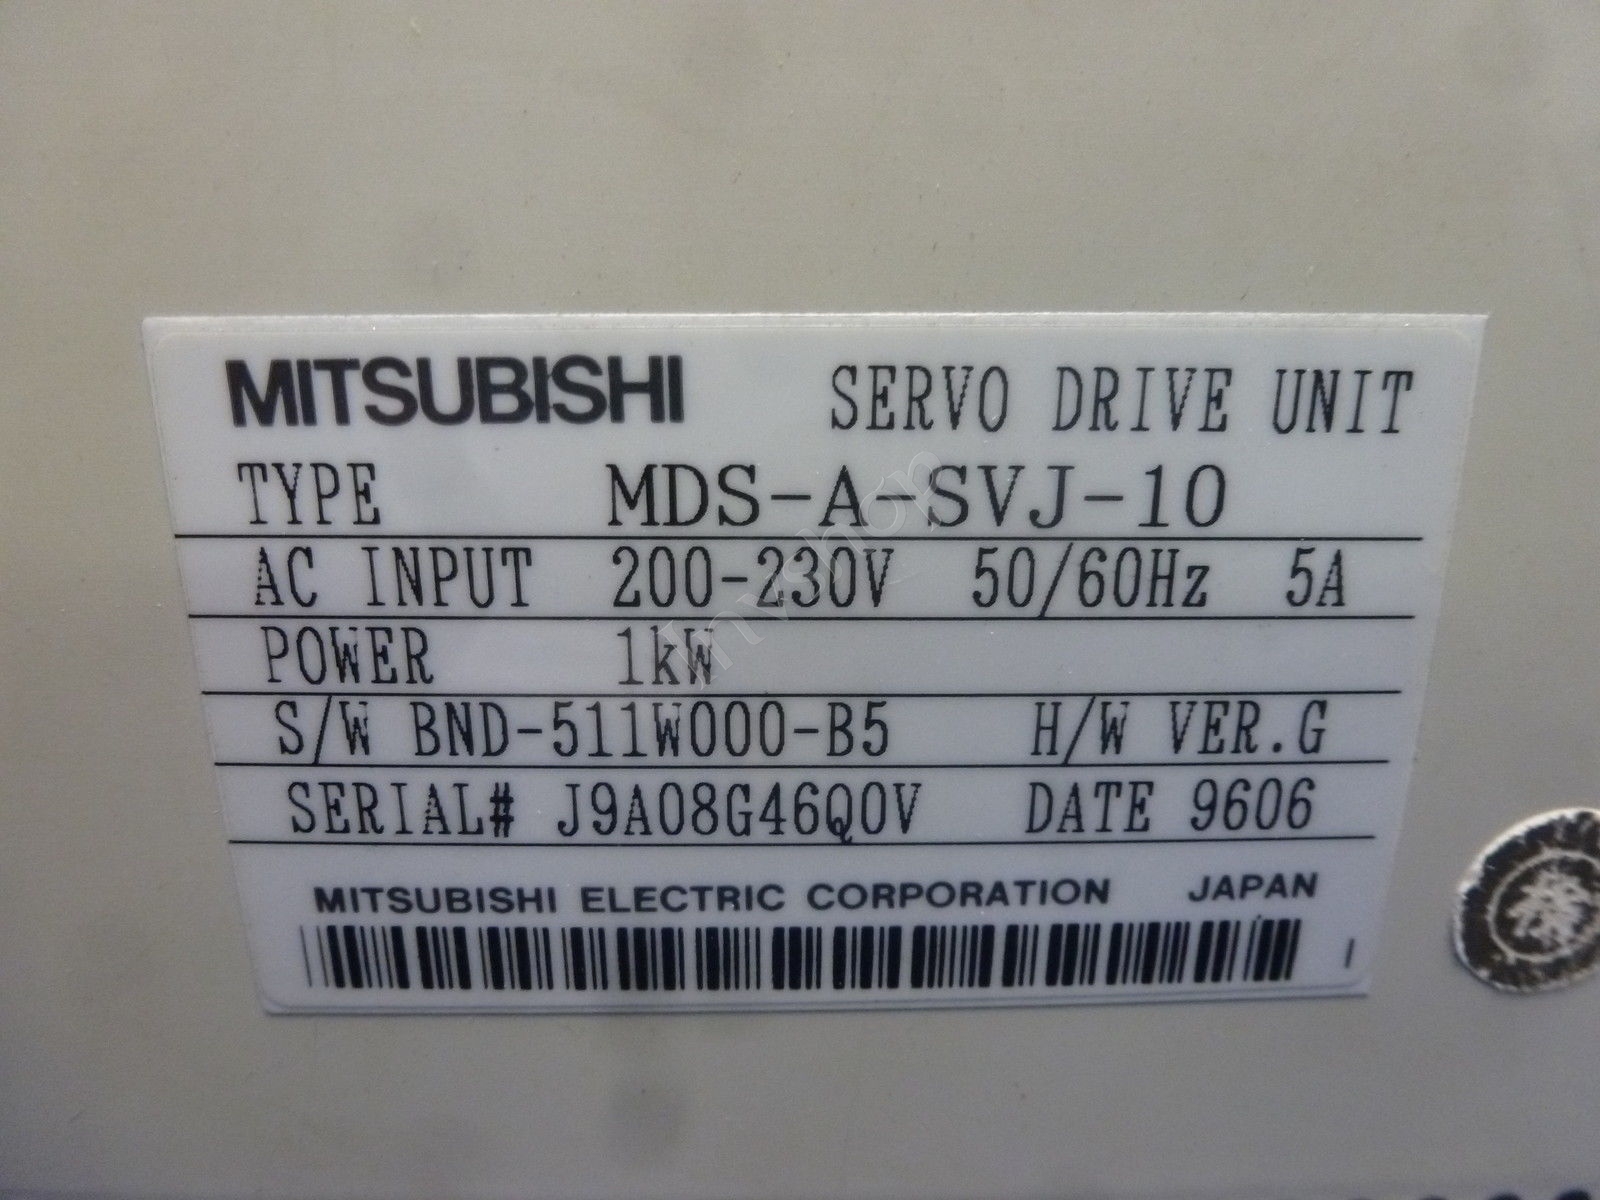 MITSUBISHI SERVO DRIVE UNIT
TYPE MDS-A-SVJ-10
AC INPUT 200-230V 50/60Hz 5A
POWER 1kW
S/W BND-511W000-B5 H/W VER.G
SERIAL# J9A08G46Q0V DATE 9606
MITSUBISHI ELECTRIC CORPORATION JAPAN
Invshop